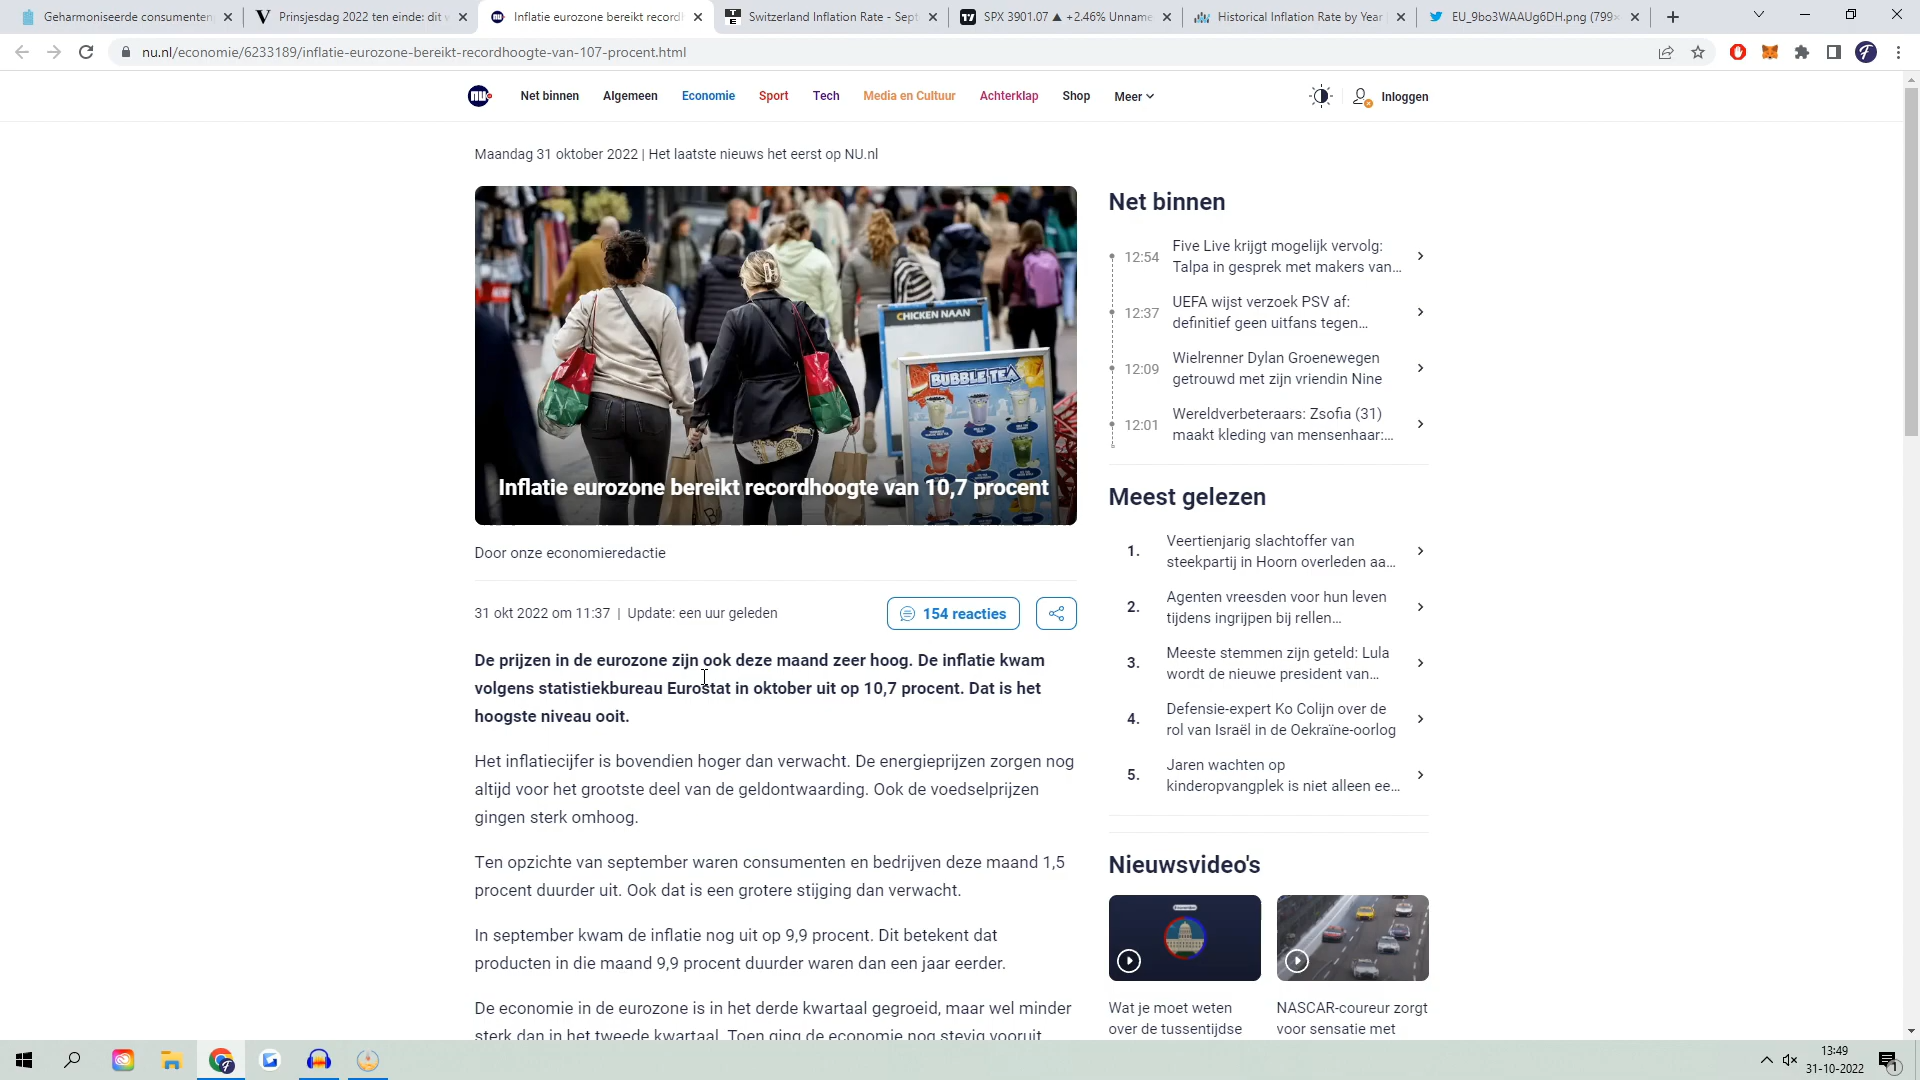 Geharmoniseerde consumenten
Prinsjesdag 2022 ten einde: dit v
Inflatie eurozone bereikt record
Switzerland Inflation Rate - Sept
SPX 3901.07 ▲ +2.46% Unname
Historical Inflation Rate by Year
EU_9bo3WAAUg6DH.png (799×
nu.nl/economie/6233189/inflatie-eurozone-bereikt-recordhoogte-van-107-procent.html
NU
Net binnen
Algemeen
Economie
Sport
Tech
Media en Cultuur
Achterklap
Shop
Meer
Inloggen
Maandag 31 oktober 2022 | Het laatste nieuws het eerst op NU.nl
CHICKEN NAAN
BUBBLE TEA
Inflatie eurozone bereikt recordhoogte van 10,7 procent
Door onze economieredactie
31 okt 2022 om 11:37 | Update: een uur geleden
154 reacties
De prijzen in de eurozone zijn ook deze maand zeer hoog. De inflatie kwam
volgens statistiekbureau Eurostat in oktober uit op 10,7 procent. Dat is het
hoogste niveau ooit.
Het inflatiecijfer is bovendien hoger dan verwacht. De energieprijzen zorgen nog
altijd voor het grootste deel van de geldontwaarding. Ook de voedselprijzen
gingen sterk omhoog.
Ten opzichte van september waren consumenten en bedrijven deze maand 1,5
procent duurder uit. Ook dat is een grotere stijging dan verwacht.
In september kwam de inflatie nog uit op 9,9 procent. Dit betekent dat
producten in die maand 9,9 procent duurder waren dan een jaar eerder.
De economie in de eurozone is in het derde kwartaal gegroeid, maar wel minder
sterk dan in het tweede kwartaal. Toen ging de economie nog stevig vooruit
Net binnen
12:54
Five Live krijgt mogelijk vervolg:
Talpa in gesprek met makers van...
12:37
UEFA wijst verzoek PSV af:
definitief geen uitfans tegen...
12:09
Wielrenner Dylan Groenewegen
getrouwd met zijn vriendin Nine
12:01
Wereldverbeteraars: Zsofia (31)
maakt kleding van mensenhaar:...
Meest gelezen
1.
Veertienjarig slachtoffer van
steekpartij in Hoorn overleden aa...
2.
Agenten vreesden voor hun leven
tijdens ingrijpen bij rellen...
3.
Meeste stemmen zijn geteld: Lula
wordt de nieuwe president van...
4.
Defensie-expert Ko Colijn over de
rol van Israël in de Oekraïne-oorlog
5.
Jaren wachten op
kinderopvangplek is niet alleen ee...
Nieuwsvideo's
Wat je moet weten
over de tussentijdse
NASCAR-coureur zorgt
voor sensatie met
13:49
31-10-2022
1